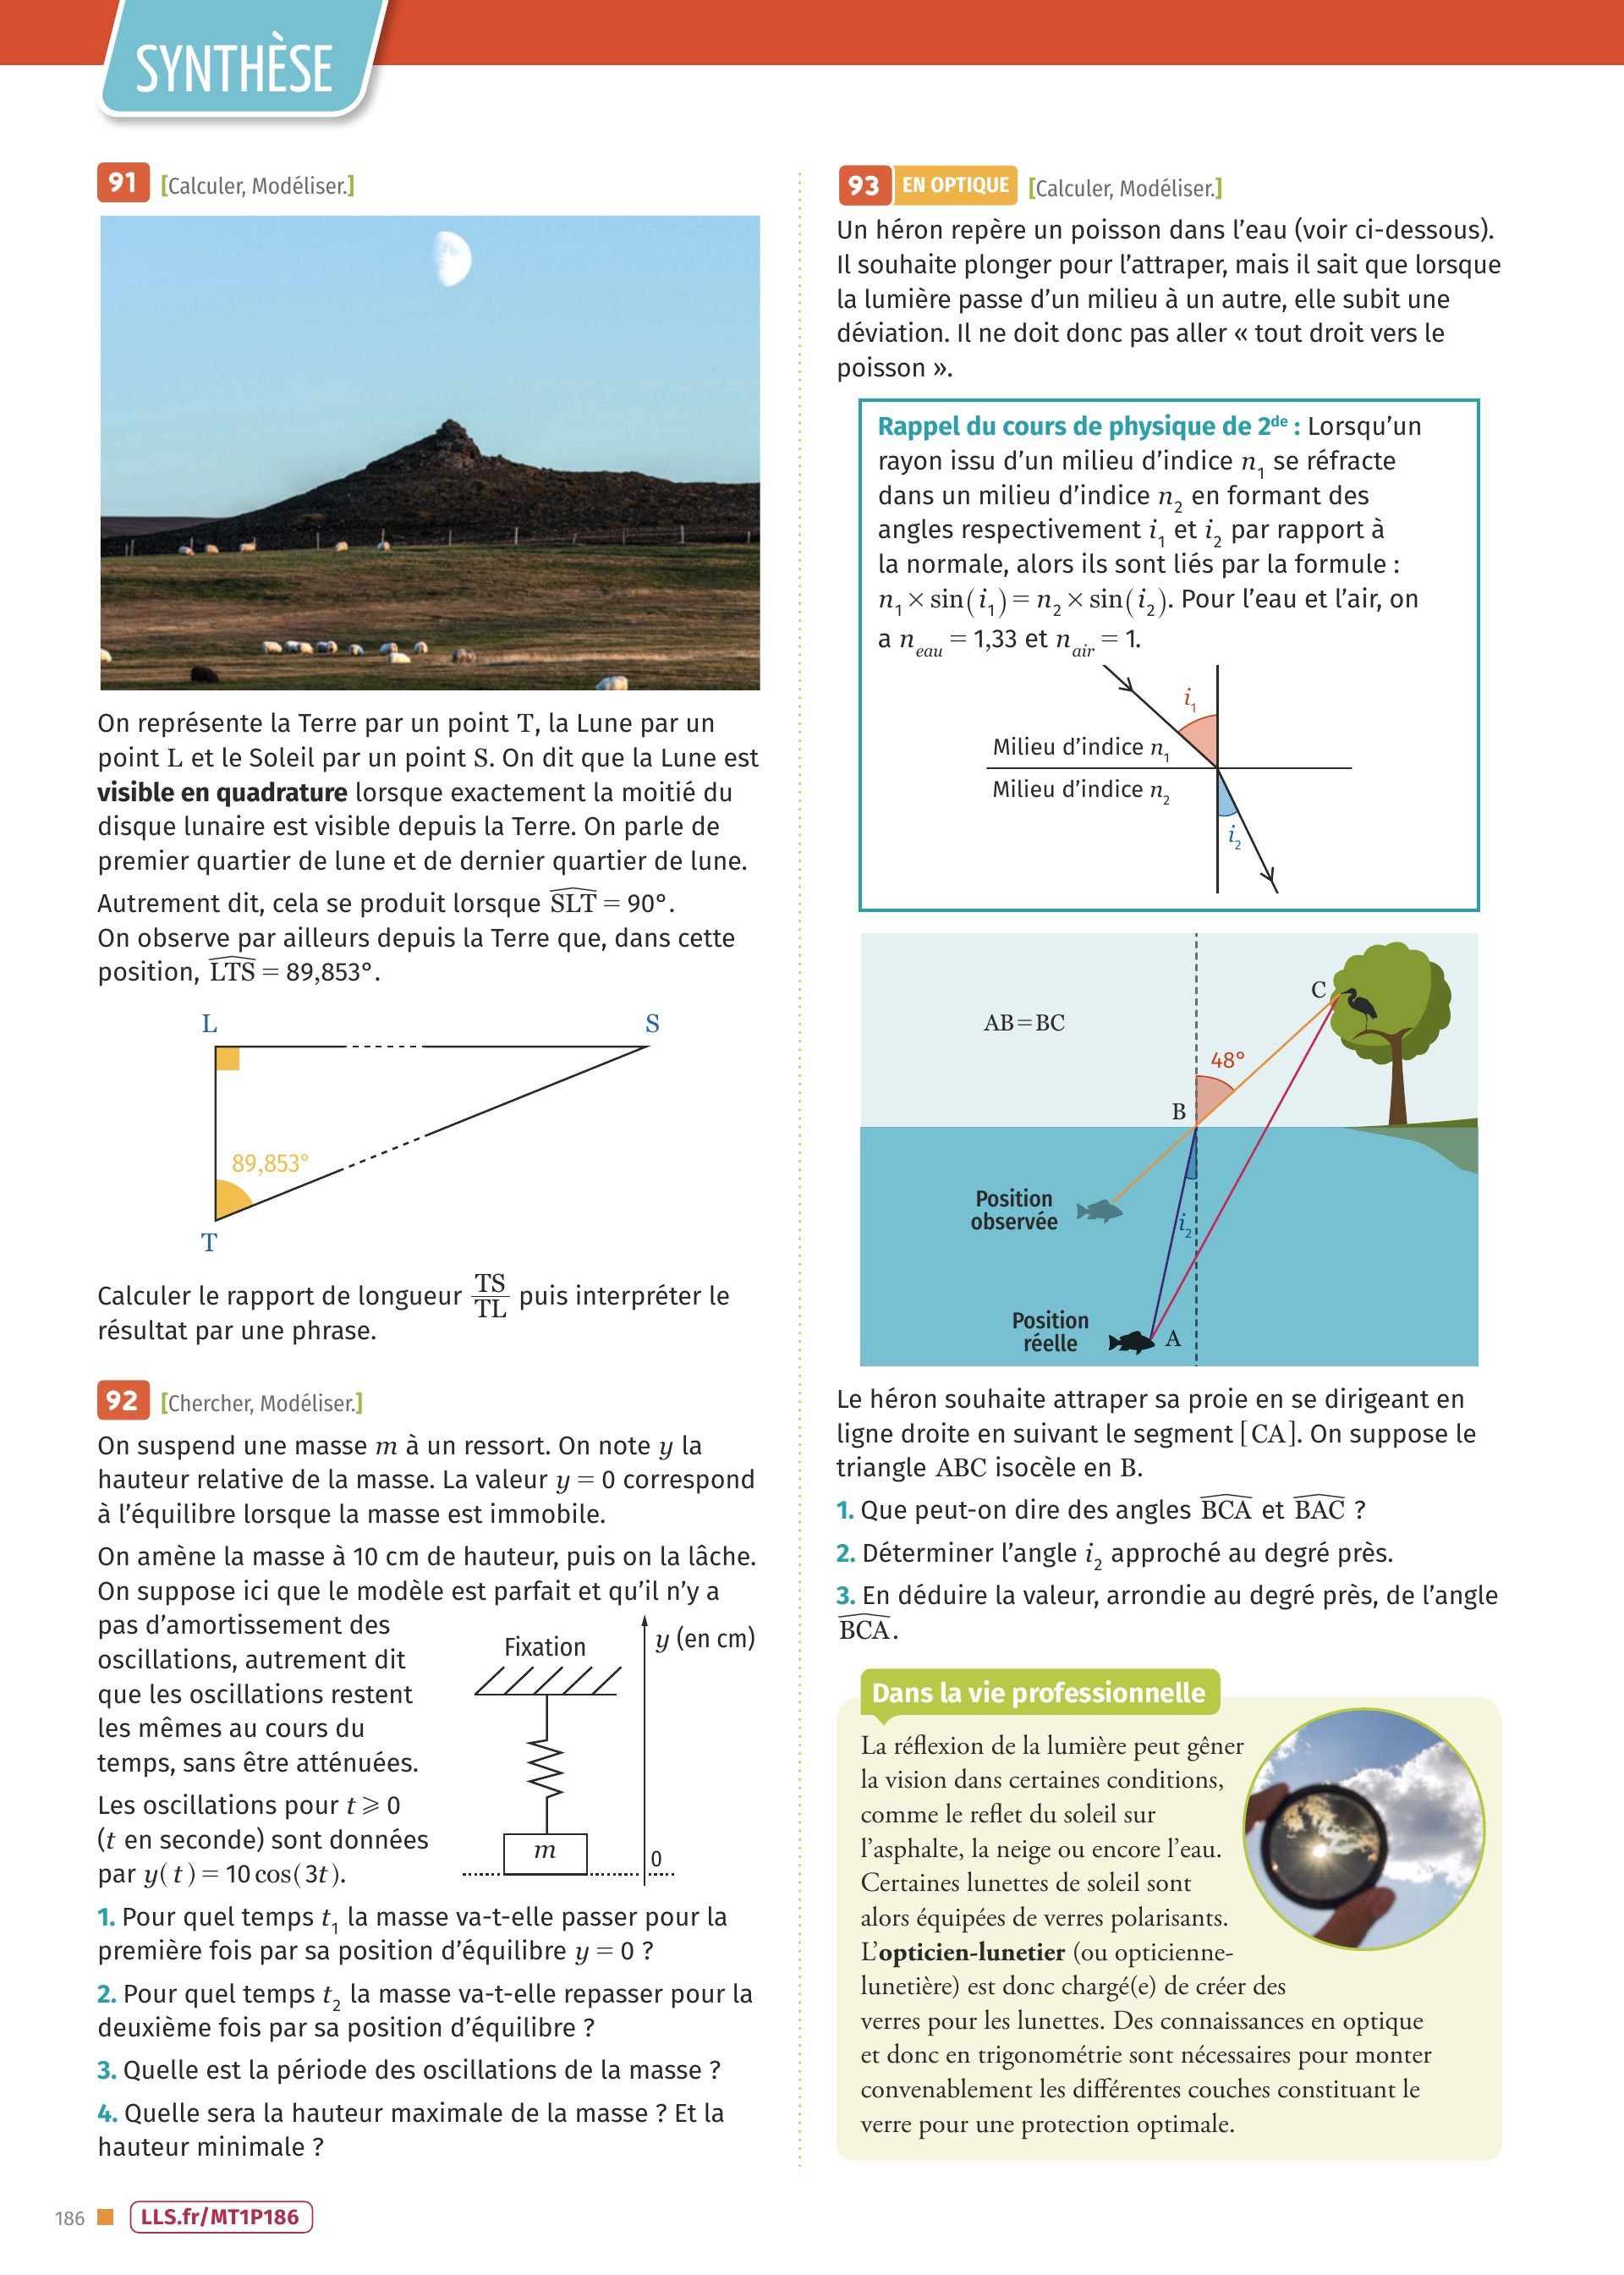 SYNTHÈSE
91 [Calculer, Modéliser.]
On représente la Terre par un point T, la Lune par un
point L et le Soleil par un point S. On dit que la Lune est
visible en quadrature lorsque exactement la moitié du
disque lunaire est visible depuis la Terre. On parle de
premier quartier de lune et de dernier quartier de lune.
Autrement dit, cela se produit lorsque $\widehat{\text{SLT}}$ = 90°.
On observe par ailleurs depuis la Terre que, dans cette
position, $\widehat{\text{LTS}}$ = 89,853°.
L
S
89,853°
T
Calculer le rapport de longueur $\frac{\text{TS}}{\text{TL}}$ puis interpréter le
résultat par une phrase.
92 [Chercher, Modéliser.]
On suspend une masse m à un ressort. On note y la
hauteur relative de la masse. La valeur y = 0 correspond
à l’équilibre lorsque la masse est immobile.
On amène la masse à 10 cm de hauteur, puis on la lâche.
On suppose ici que le modèle est parfait et qu’il n’y a
pas d’amortissement des
oscillations, autrement dit
que les oscillations restent
les mêmes au cours du
temps, sans être atténuées.
Les oscillations pour t ⩾ 0
(t en seconde) sont données
par y(t) = 10 cos(3t).
Fixation
y (en cm)
m
0
1. Pour quel temps t₁ la masse va-t-elle passer pour la
première fois par sa position d’équilibre y = 0 ?
2. Pour quel temps t₂ la masse va-t-elle repasser pour la
deuxième fois par sa position d’équilibre ?
3. Quelle est la période des oscillations de la masse ?
4. Quelle sera la hauteur maximale de la masse ? Et la
hauteur minimale ?
93 EN OPTIQUE [Calculer, Modéliser.]
Un héron repère un poisson dans l’eau (voir ci-dessous).
Il souhaite plonger pour l’attraper, mais il sait que lorsque
la lumière passe d’un milieu à un autre, elle subit une
déviation. Il ne doit donc pas aller « tout droit vers le
poisson ».
Rappel du cours de physique de 2de : Lorsqu’un
rayon issu d’un milieu d’indice n₁ se réfracte
dans un milieu d’indice n₂ en formant des
angles respectivement i₁ et i₂ par rapport à
la normale, alors ils sont liés par la formule :
n₁ × sin(i₁) = n₂ × sin(i₂). Pour l’eau et l’air, on
a $n_{eau}$ = 1,33 et $n_{air}$ = 1.
i₁
Milieu d’indice n₁
Milieu d’indice n₂
i₂
C
AB = BC
48°
B
Position
observée
i₂
Position
réelle
A
Le héron souhaite attraper sa proie en se dirigeant en
ligne droite en suivant le segment [CA]. On suppose le
triangle ABC isocèle en B.
1. Que peut-on dire des angles $\widehat{\text{BCA}}$ et $\widehat{\text{BAC}}$ ?
2. Déterminer l’angle i₂ approché au degré près.
3. En déduire la valeur, arrondie au degré près, de l’angle
$\widehat{\text{BCA}}$.
Dans la vie professionnelle
La réflexion de la lumière peut gêner
la vision dans certaines conditions,
comme le reflet du soleil sur
l’asphalte, la neige ou encore l’eau.
Certaines lunettes de soleil sont
alors équipées de verres polarisants.
L’opticien-lunetier (ou opticienne-
lunetière) est donc chargé(e) de créer des
verres pour les lunettes. Des connaissances en optique
et donc en trigonométrie sont nécessaires pour monter
convenablement les différentes couches constituant le
verre pour une protection optimale.
186 LLS.fr/MT1P186